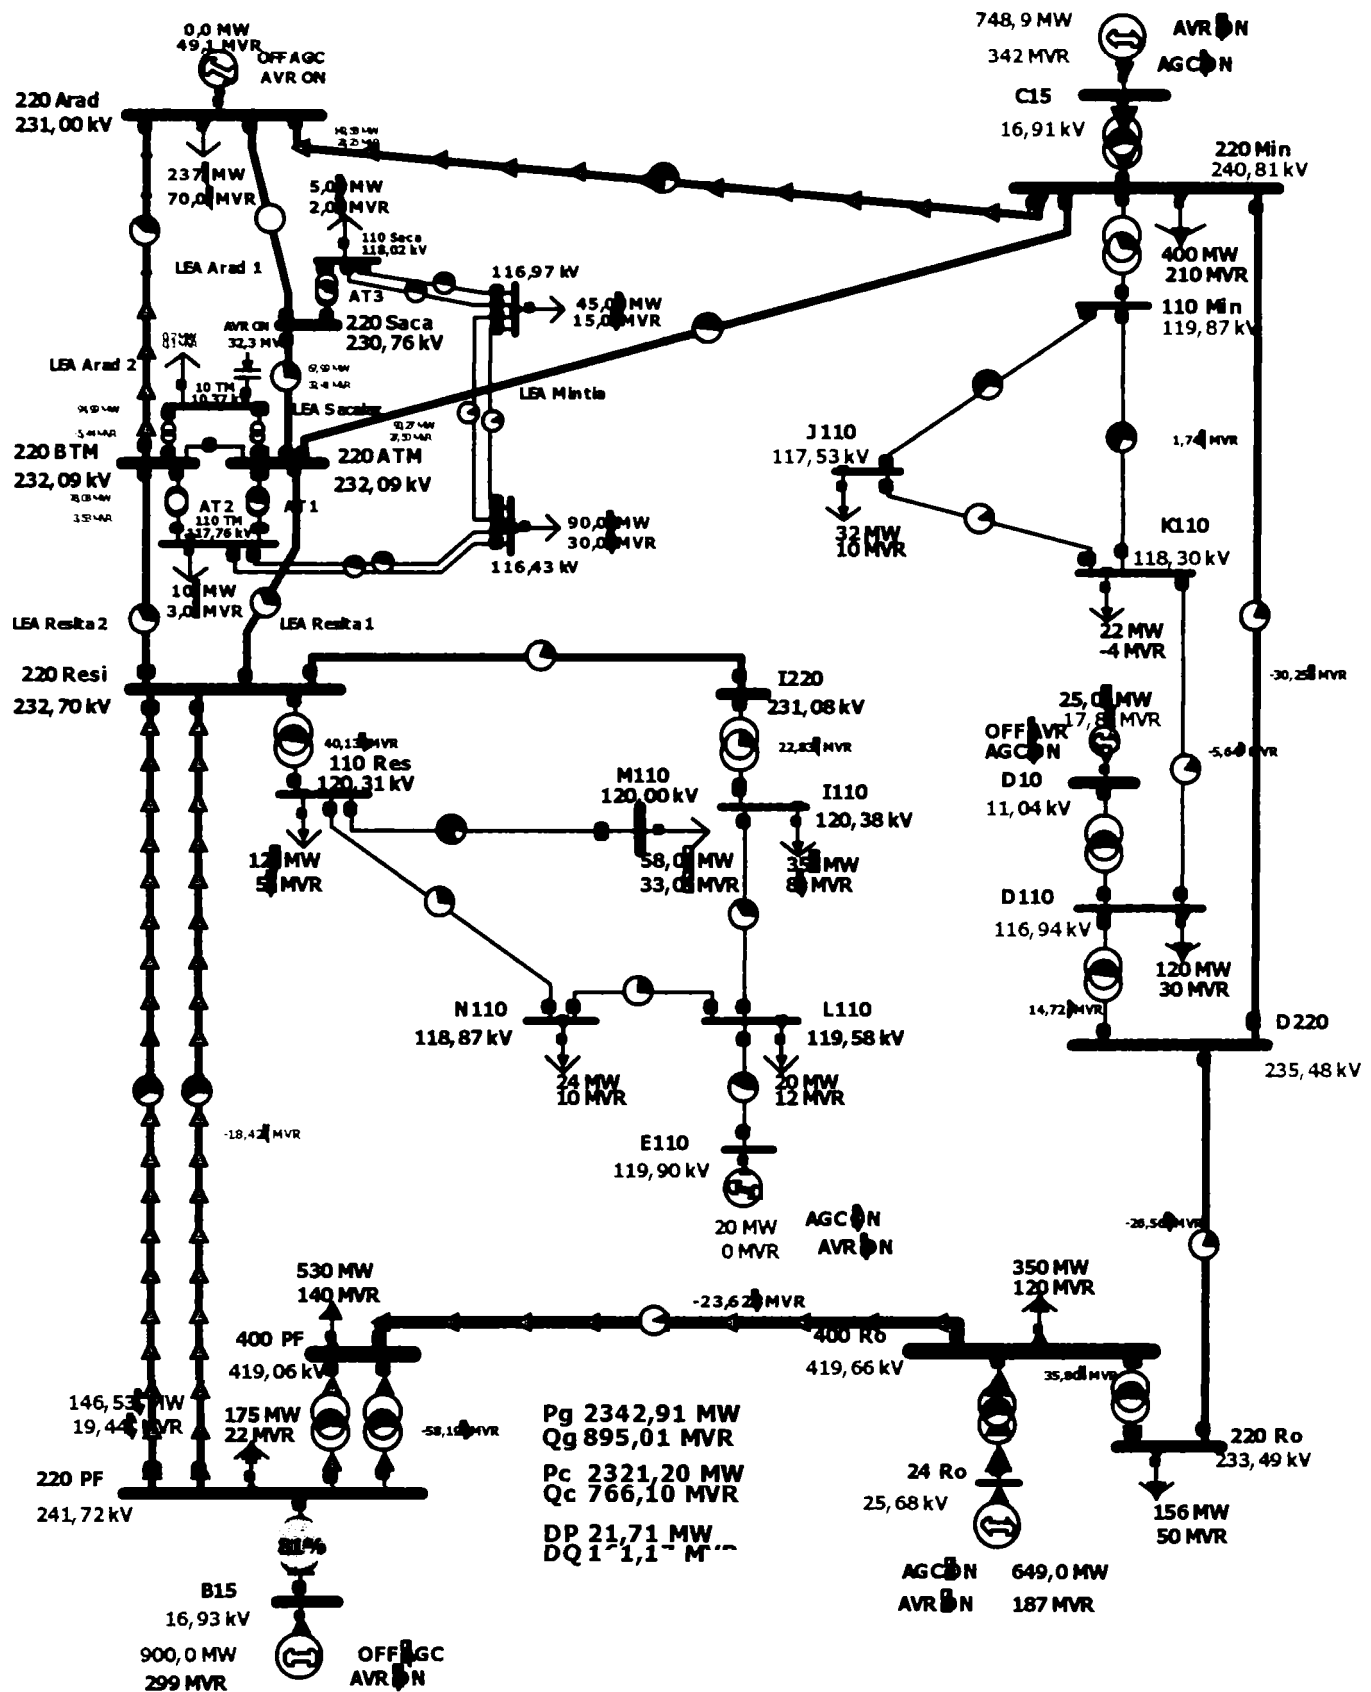 0,0 MW
49,1 MVR
OFF AGC
AVR ON
220 Arad
231,00 kV
237 MW
70,0 MVR
5,0 MW
2,0 MVR
110 Saca
118,02 kV
LEA Arad 1
AT3
116,97 kV
45,0 MW
15,0 MVR
220 Saca
230,76 kV
AVR ON
32,3 MV
LEA Arad 2
10 TM
10,37 kV
LEA Sacalaz
LEA Mintia
220 BTM
232,09 kV
220 ATM
232,09 kV
AT2
AT1
110 TM
117,76 kV
90,0 MW
30,0 MVR
116,43 kV
10 MW
3,0 MVR
LEA Resita 2
LEA Resita 1
748,9 MW
342 MVR
AVR ON
AGC ON
C15
16,91 kV
220 Min
240,81 kV
400 MW
210 MVR
110 Min
119,87 kV
J110
117,53 kV
1,74 MVR
32 MW
10 MVR
K110
118,30 kV
22 MW
-4 MVR
-30,25 MVR
220 Resi
232,70 kV
40,13 MVR
110 Res
120,31 kV
I220
231,08 kV
22,83 MVR
M110
120,00 kV
I110
120,38 kV
12 MW
5 MVR
58,0 MW
33,0 MVR
35 MW
8 MVR
25,0 MW
17,8 MVR
OFF AVR
AGC ON
-5,64 MVR
D10
11,04 kV
D110
116,94 kV
120 MW
30 MVR
14,72 MVR
D220
235,48 kV
N110
118,87 kV
L110
119,58 kV
24 MW
10 MVR
20 MW
12 MVR
-18,42 MVR
E110
119,90 kV
20 MW
0 MVR
AGC ON
AVR ON
-26,56 MVR
530 MW
140 MVR
-23,62 MVR
350 MW
120 MVR
400 PF
419,06 kV
400 Ro
419,66 kV
35,80 MVR
146,53 MW
19,44 MVR
175 MW
22 MVR
-58,19 MVR
Pg 2342,91 MW
Qg 895,01 MVR
Pc 2321,20 MW
Qc 766,10 MVR
DP 21,71 MW
DQ
220 Ro
233,49 kV
24 Ro
25,68 kV
156 MW
50 MVR
220 PF
241,72 kV
81%
B15
16,93 kV
AGC ON
649,0 MW
AVR ON
187 MVR
900,0 MW
299 MVR
OFF AGC
AVR ON